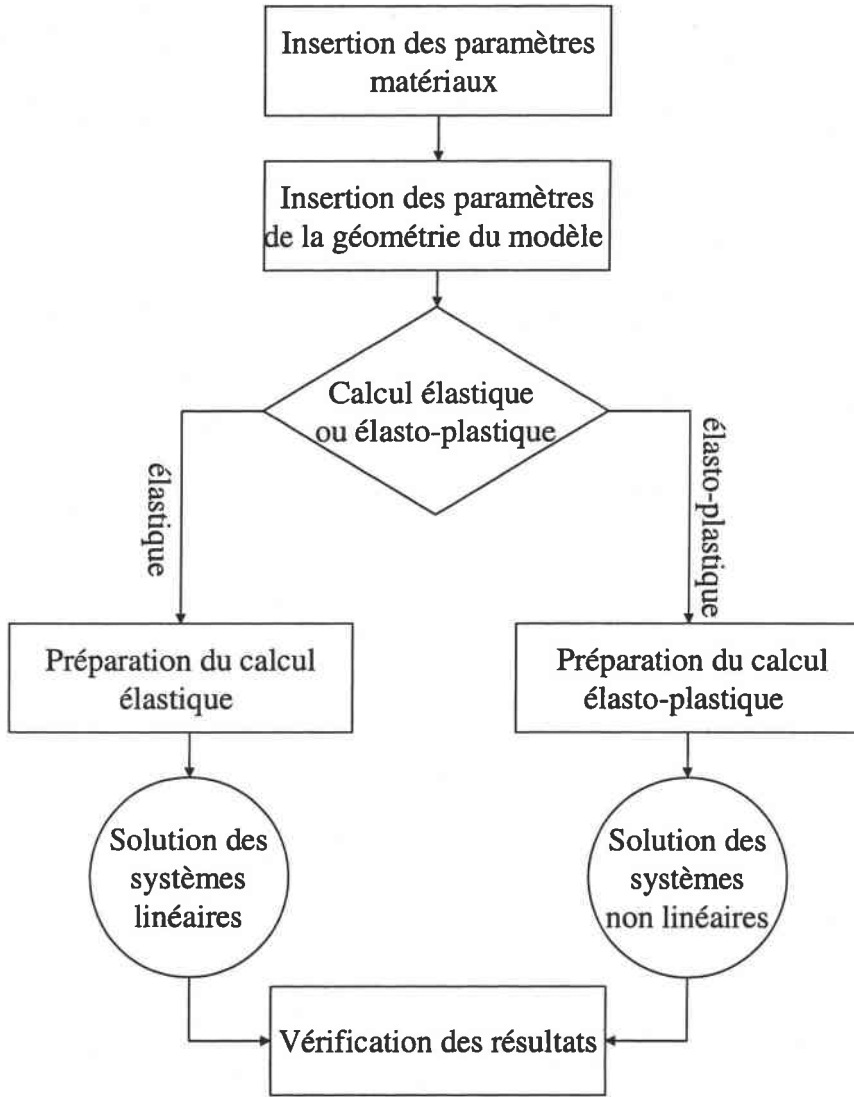 Insertion des paramètres
matériaux
Insertion des paramètres
de la géométrie du modèle
Calcul élastique
ou élasto-plastique
élastique
élasto-plastique
Préparation du calcul
élastique
Préparation du calcul
élasto-plastique
Solution des
systèmes
linéaires
Solution des
systèmes
non linéaires
Vérification des résultats